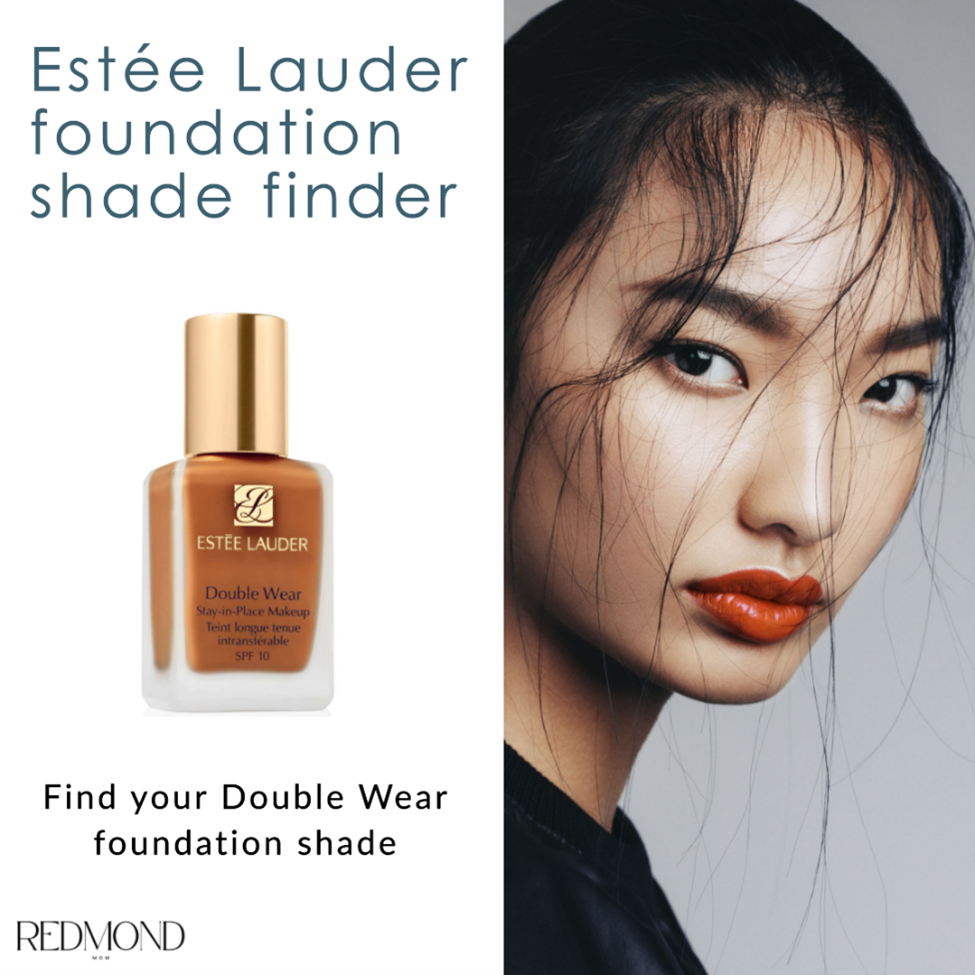 Estée Lauder
foundation
shade finder
ESTĒE LAUDER
Double Wear
Stay-in-Place Makeup
Teint longue tenue
intransférable
SPF 10
Find your Double Wear
foundation shade
REDMOND
MOM